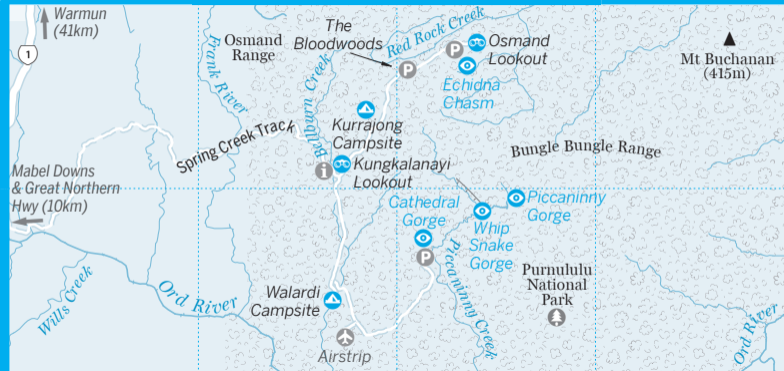 Warmun
(41km)
1
Frank River
Osmand
Range
The
Bloodwoods
Red Rock Creek
P
P
Osmand
Lookout
Echidna
Chasm
Mt Buchanan
(415m)
Bellburn Creek
Kurrajong
Campsite
Spring Creek Track
Bungle Bungle Range
i
Kungkalanayi
Lookout
Mabel Downs
& Great Northern
Hwy (10km)
Cathedral
Gorge
Piccaninny
Gorge
Whip
Snake
Gorge
P
Piccaninny Creek
Purnululu
National
Park
Wills Creek
Ord River
Walardi
Campsite
Airstrip
Ord River